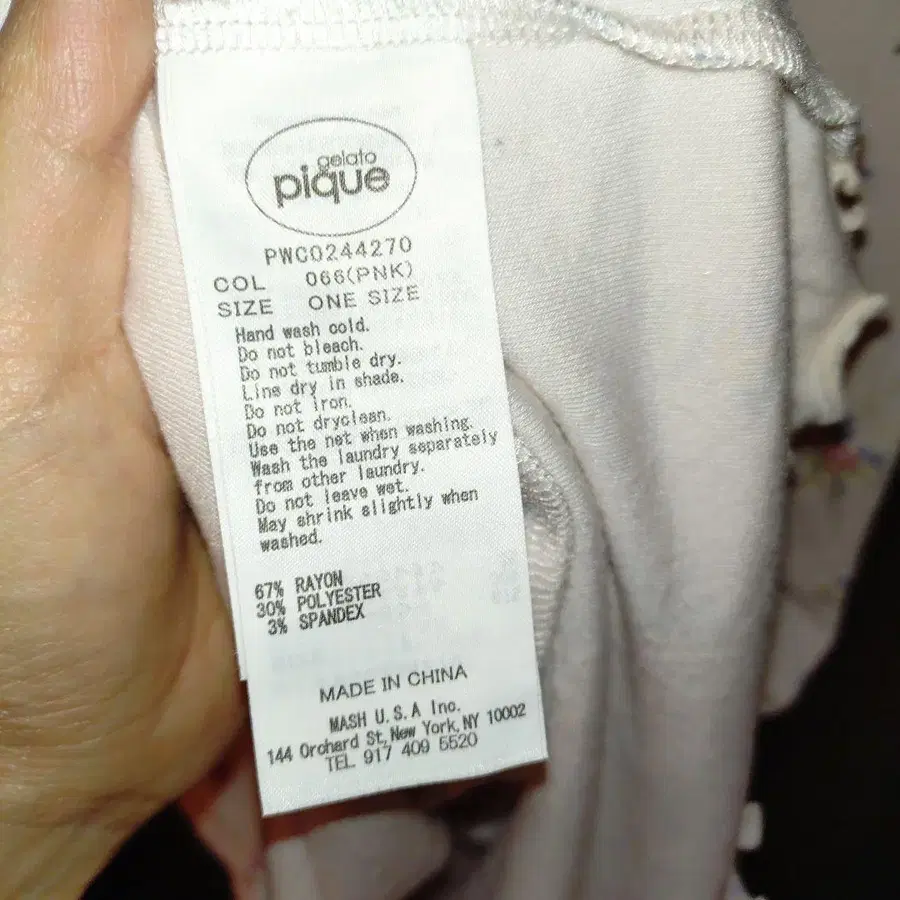 gelato
pique
PWCO244270
COL 066(PNK)
SIZE ONE SIZE
Hand wash cold.
Do not bleach.
Do not tumble dry.
Line dry in shade.
Do not iron.
Do not dryclean.
Use the net when washing.
Wash the laundry separately
from other laundry.
Do not leave wet.
May shrink slightly when
washed.
67% RAYON
30% POLYESTER
3% SPANDEX
MADE IN CHINA
MASH U.S.A Inc.
144 Orchard St, New York, NY 10002
TEL 917 409 5520